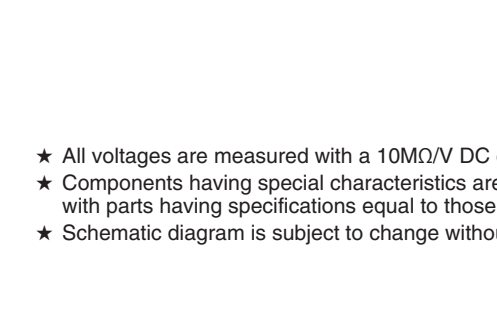 ★ All voltages are measured with a 10MΩ/V DC
★ Components having special characteristics are
with parts having specifications equal to those
★ Schematic diagram is subject to change